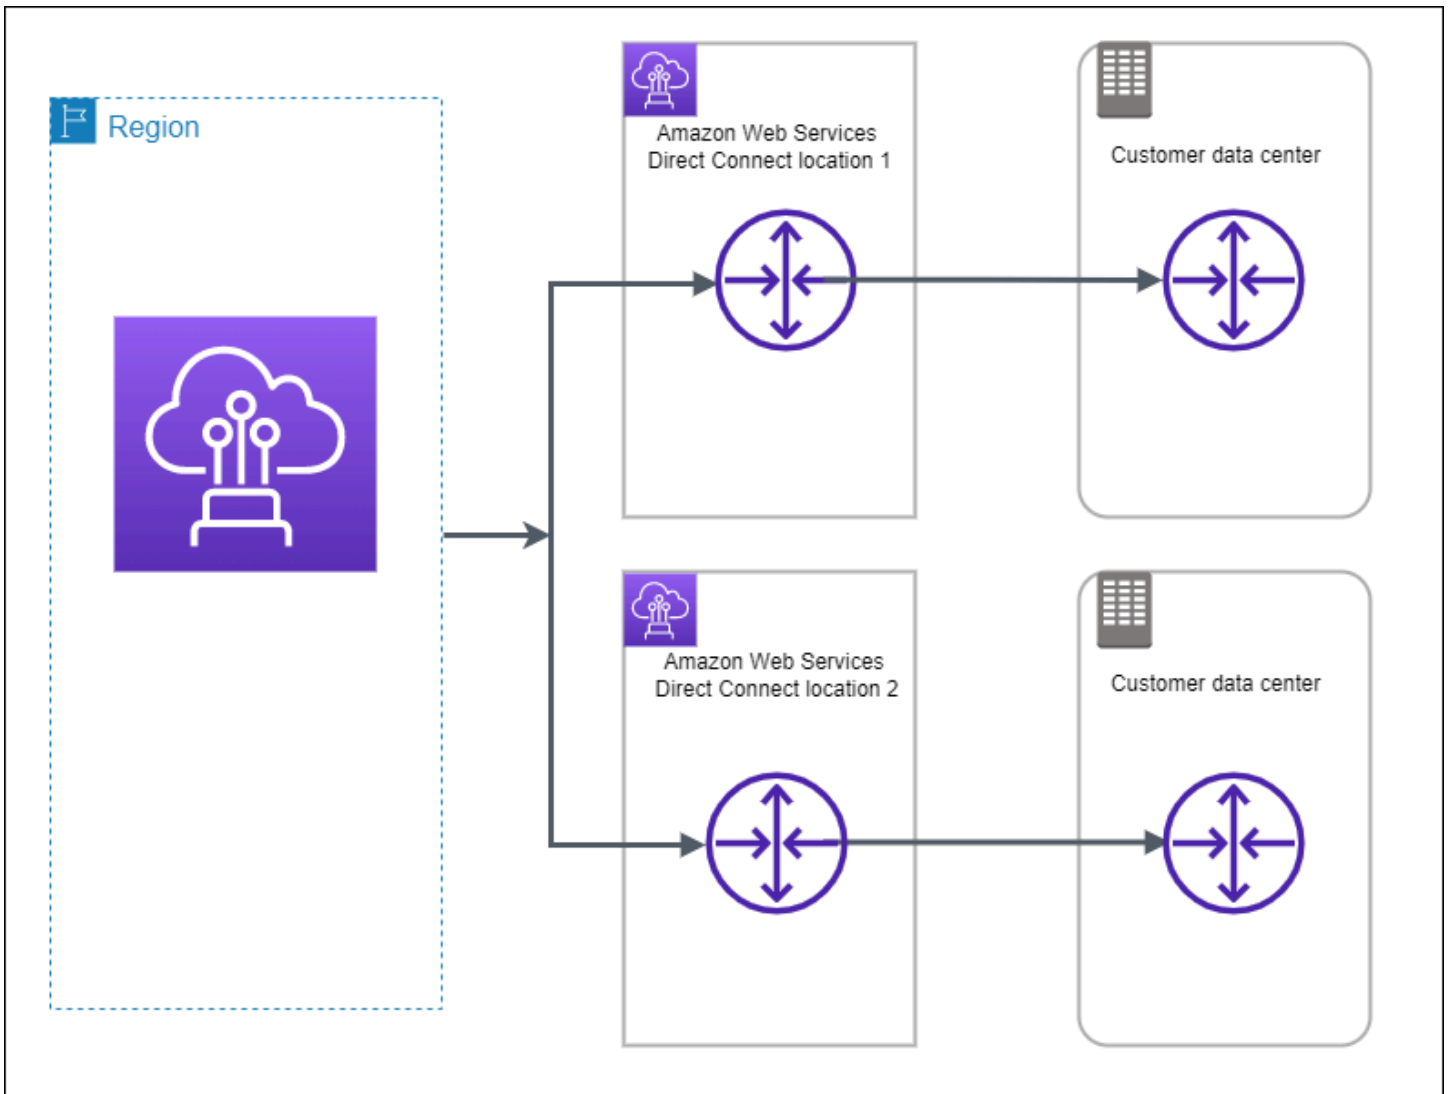 Region
Amazon Web Services
Direct Connect location 1
Customer data center
Amazon Web Services
Direct Connect location 2
Customer data center